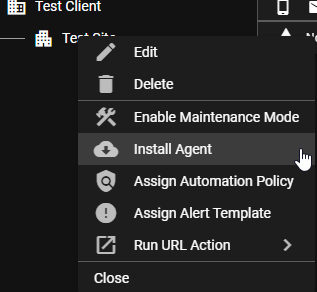 Test Client
Test Site
Edit
Delete
Enable Maintenance Mode
Install Agent
Assign Automation Policy
Assign Alert Template
Run URL Action
Close